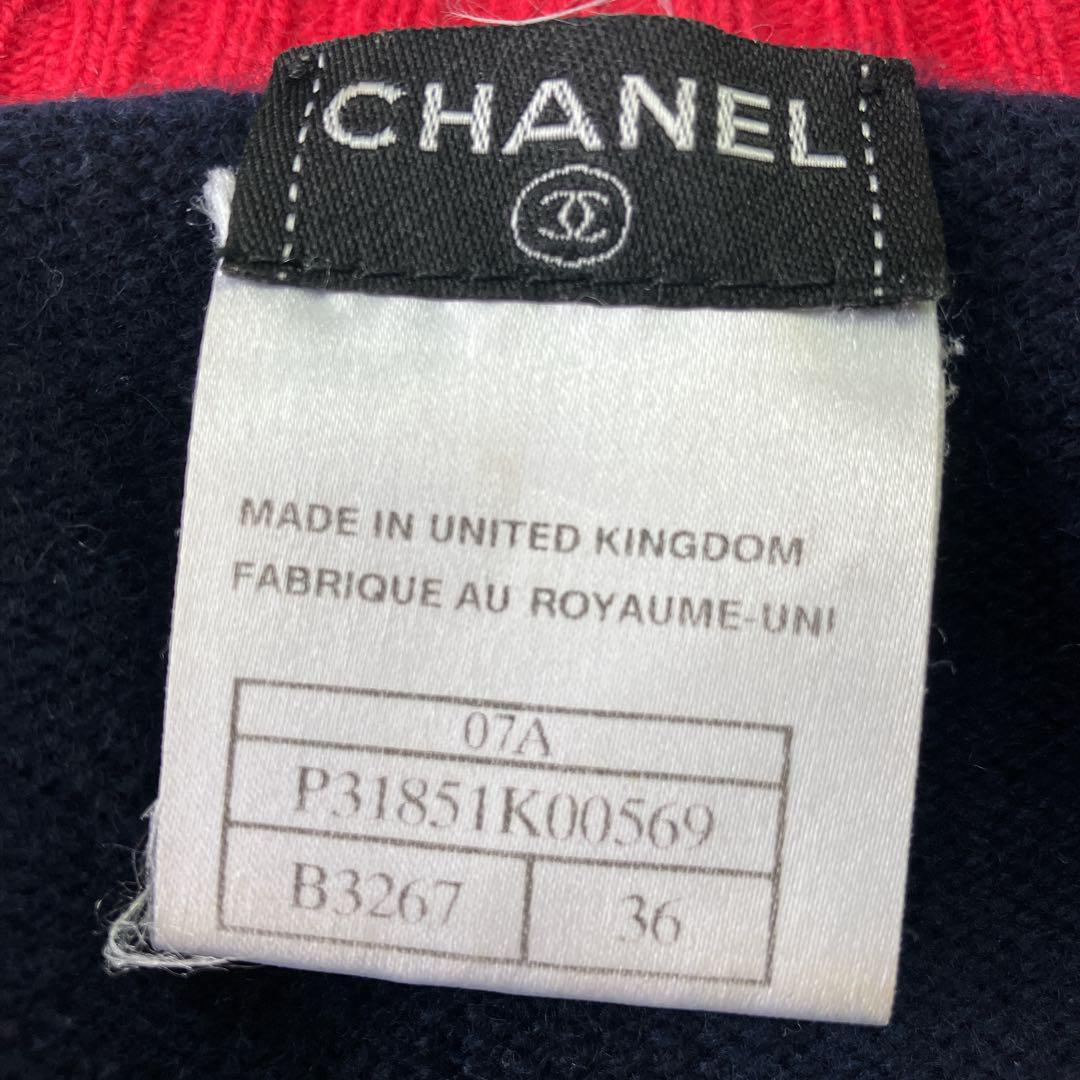 CHANEL
MADE IN UNITED KINGDOM
FABRIQUE AU ROYAUME-UNI
07A
P31851K00569
B3267 36